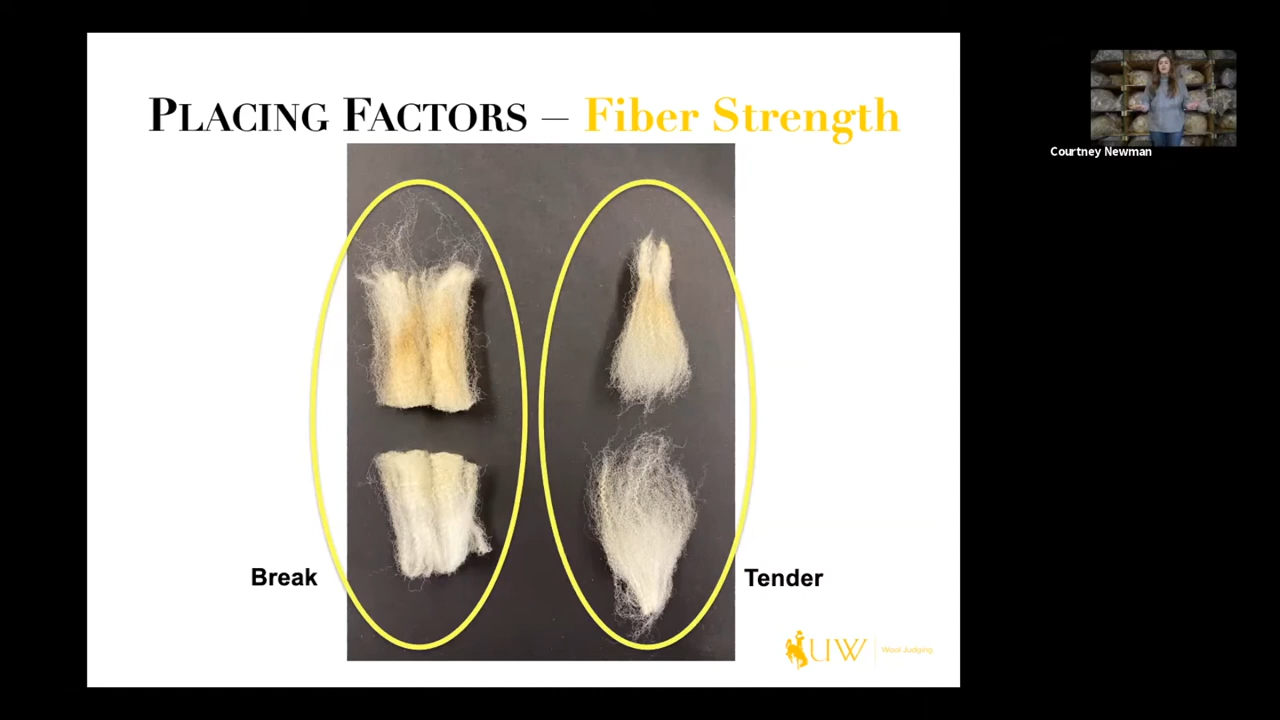 PLACING FACTORS – Fiber Strength
Courtney Newman
Break
Tender
UW
Wool Judging